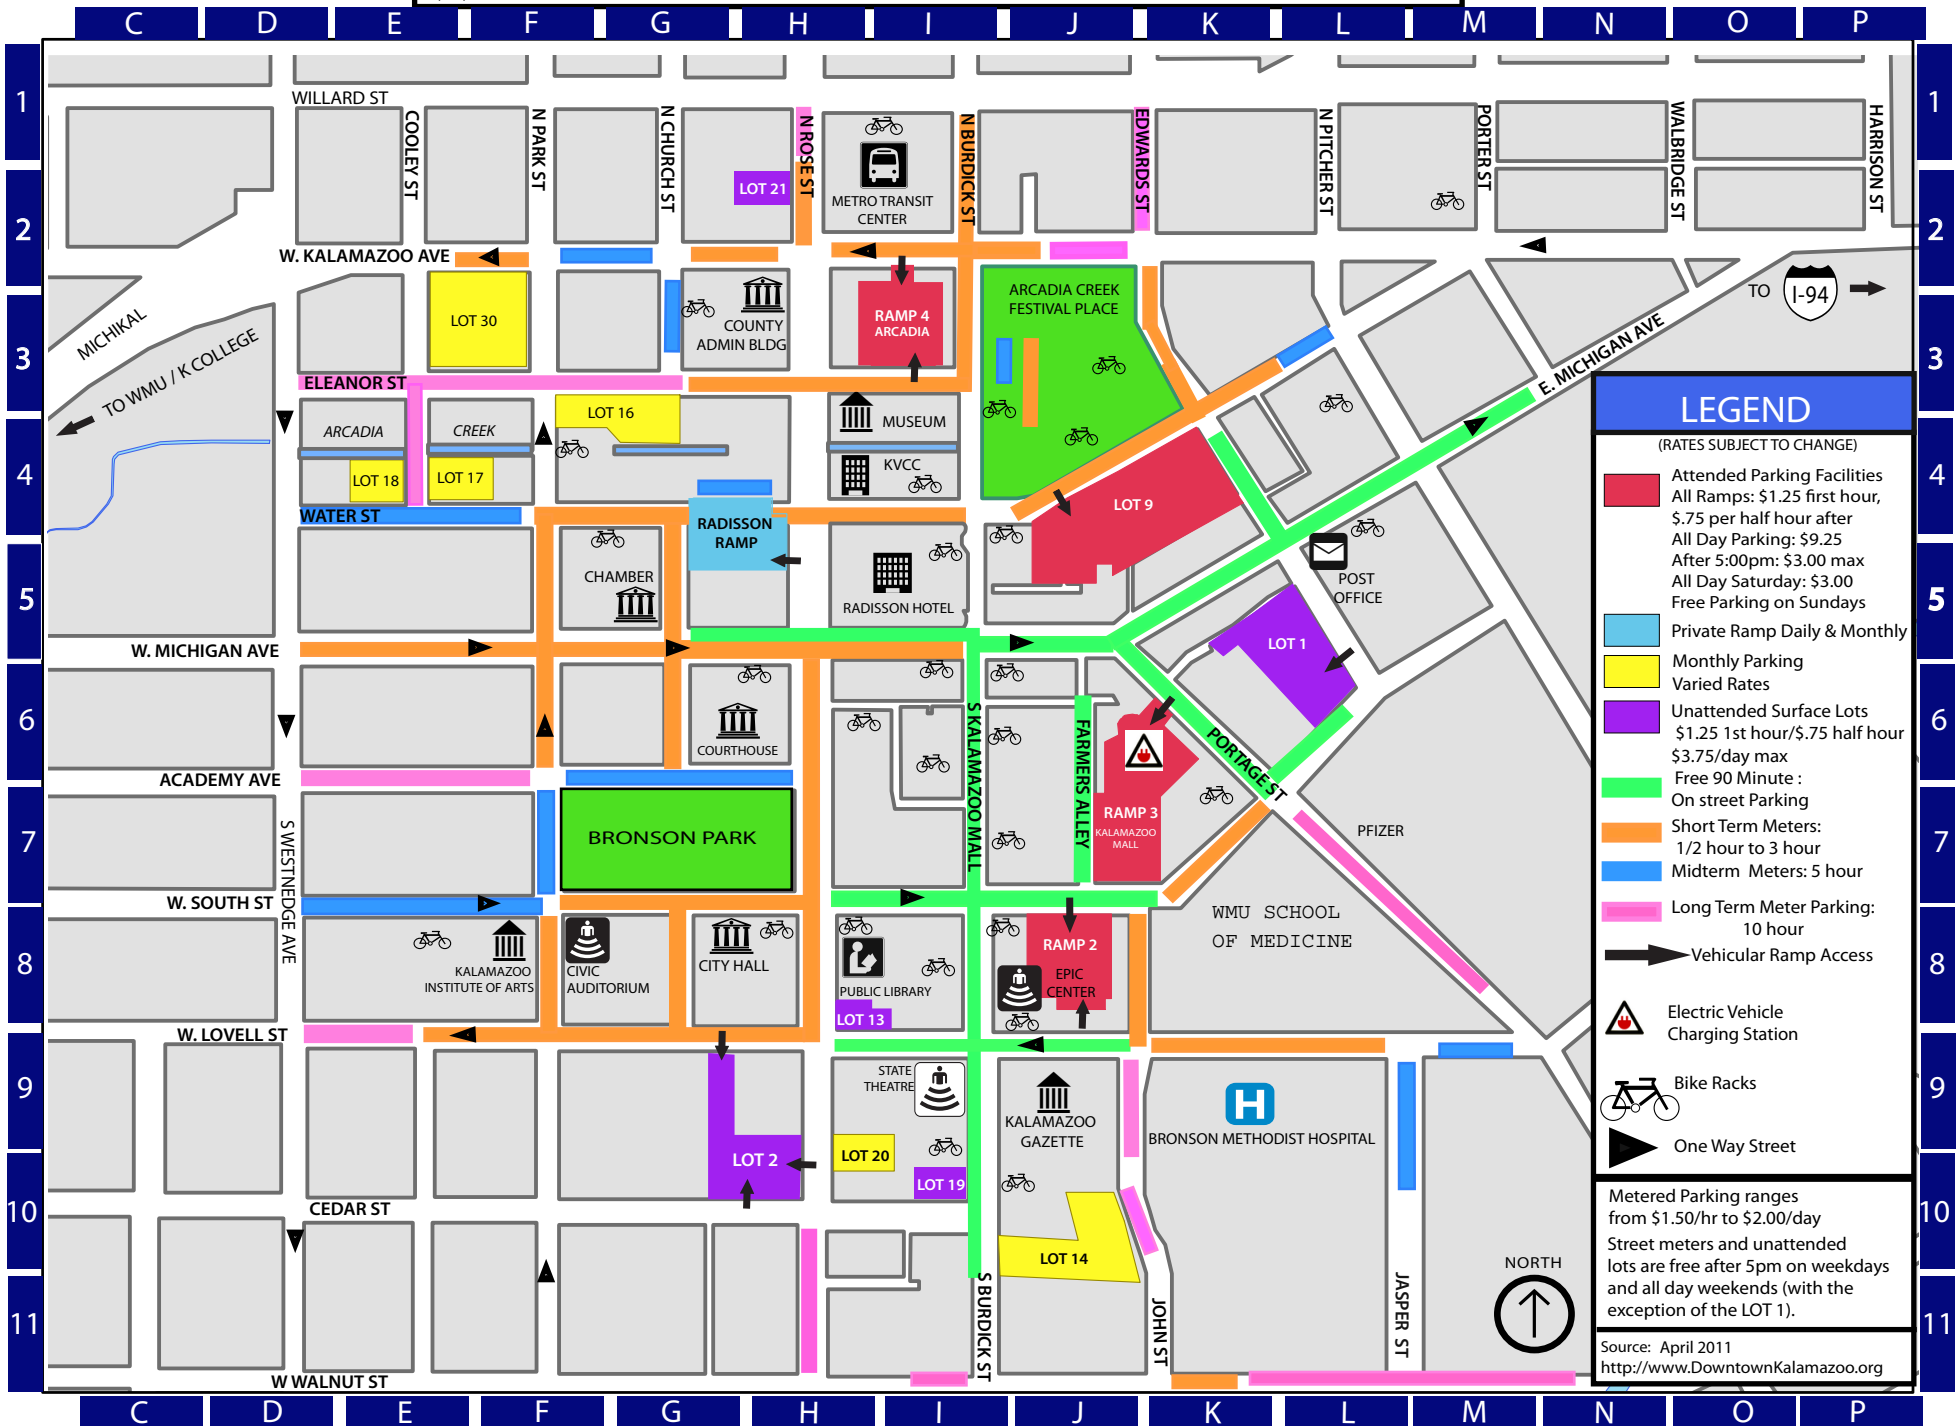 C D E F G H I J K L M N O P
1 1
WILLARD ST
COOLEY ST
N PARK ST
N CHURCH ST
N ROSE ST
N BURDICK ST
EDWARDS ST
N PITCHER ST
PORTER ST
WALBRIDGE ST
HARRISON ST
LOT 21
METRO TRANSIT
CENTER
2 2
W. KALAMAZOO AVE
MICHIKAL
TO WMU / K COLLEGE
LOT 30
COUNTY
ADMIN BLDG
RAMP 4
ARCADIA
ARCADIA CREEK
FESTIVAL PLACE
TO
I-94
3 3
E. MICHIGAN AVE
ELEANOR ST
ARCADIA
CREEK
LOT 16
MUSEUM
KVCC
LOT 18
LOT 17
4 4
LOT 9
WATER ST
RADISSON
RAMP
CHAMBER
RADISSON HOTEL
POST
OFFICE
5 5
LOT 1
W. MICHIGAN AVE
COURTHOUSE
S KALAMAZOO MALL
FARMERS ALLEY
PORTAGE ST
6 6
ACADEMY AVE
BRONSON PARK
RAMP 3
KALAMAZOO
MALL
PFIZER
7 7
S WESTNEDGE AVE
W. SOUTH ST
KALAMAZOO
INSTITUTE OF ARTS
CIVIC
AUDITORIUM
CITY HALL
PUBLIC LIBRARY
LOT 13
RAMP 2
EPIC
CENTER
WMU SCHOOL
OF MEDICINE
8 8
W. LOVELL ST
STATE
THEATRE
KALAMAZOO
GAZETTE
H
BRONSON METHODIST HOSPITAL
9 9
LOT 2
LOT 20
LOT 19
CEDAR ST
10 10
LOT 14
S BURDICK ST
JOHN ST
JASPER ST
NORTH
11 11
W WALNUT ST
LEGEND
(RATES SUBJECT TO CHANGE)
Attended Parking Facilities
All Ramps: $1.25 first hour,
$.75 per half hour after
All Day Parking: $9.25
After 5:00pm: $3.00 max
All Day Saturday: $3.00
Free Parking on Sundays
Private Ramp Daily & Monthly
Monthly Parking
Varied Rates
Unattended Surface Lots
$1.25 1st hour/$.75 half hour
$3.75/day max
Free 90 Minute :
On street Parking
Short Term Meters:
1/2 hour to 3 hour
Midterm Meters: 5 hour
Long Term Meter Parking:
10 hour
Vehicular Ramp Access
Electric Vehicle
Charging Station
Bike Racks
One Way Street
Metered Parking ranges
from $1.50/hr to $2.00/day
Street meters and unattended
lots are free after 5pm on weekdays
and all day weekends (with the
exception of the LOT 1).
Source: April 2011
http://www.DowntownKalamazoo.org
C D E F G H I J K L M N O P